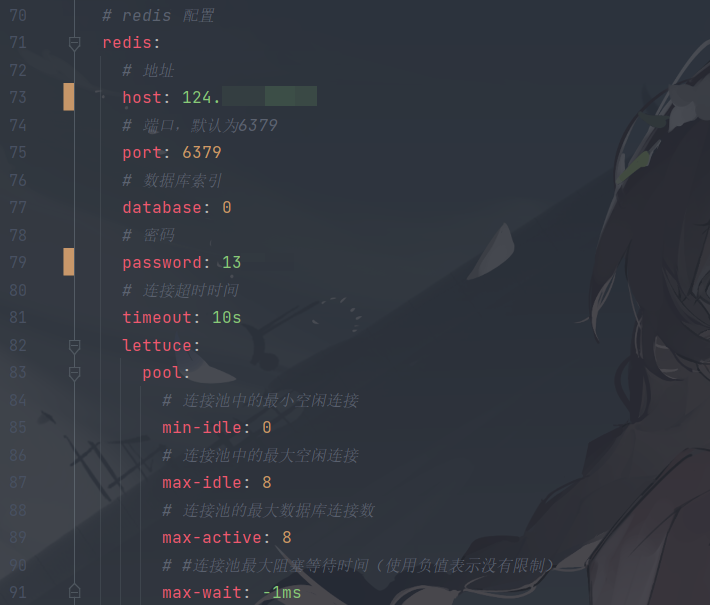 70 # redis 配置
71 redis:
72 # 地址
73 host: 124.
74 # 端口，默认为6379
75 port: 6379
76 # 数据库索引
77 database: 0
78 # 密码
79 password: 13
80 # 连接超时时间
81 timeout: 10s
82 lettuce:
83 pool:
84 # 连接池中的最小空闲连接
85 min-idle: 0
86 # 连接池中的最大空闲连接
87 max-idle: 8
88 # 连接池的最大数据库连接数
89 max-active: 8
90 # #连接池最大阻塞等待时间（使用负值表示没有限制）
91 max-wait: -1ms